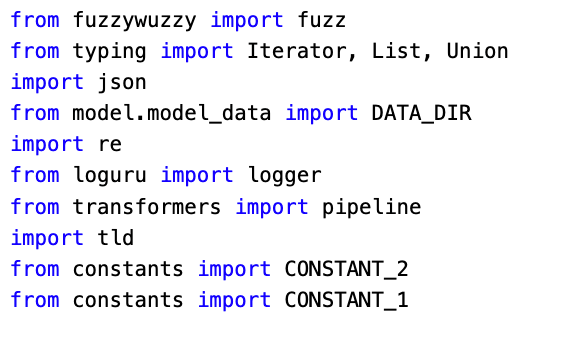 from fuzzywuzzy import fuzz
from typing import Iterator, List, Union
import json
from model.model_data import DATA_DIR
import re
from loguru import logger
from transformers import pipeline
import tld
from constants import CONSTANT_2
from constants import CONSTANT_1